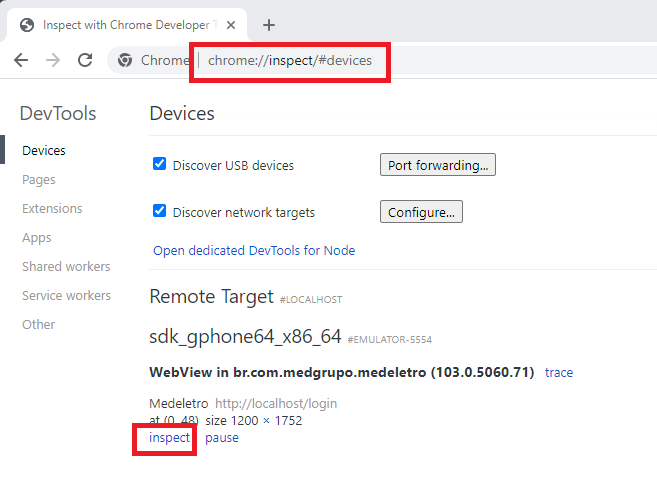 Inspect with Chrome Developer T
Chrome | chrome://inspect/#devices
DevTools
Devices
Pages
Extensions
Apps
Shared workers
Service workers
Other
Devices
Discover USB devices Port forwarding...
Discover network targets Configure...
Open dedicated DevTools for Node
Remote Target #LOCALHOST
sdk_gphone64_x86_64 #EMULATOR-5554
WebView in br.com.medgrupo.medeletro (103.0.5060.71) trace
Medeletro http://localhost/login
at (0, 48) size 1200 × 1752
inspect pause